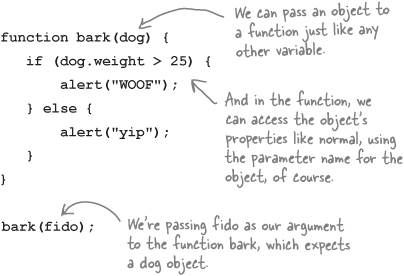 We can pass an object to
a function just like any
other variable.
function bark(dog) {
if (dog.weight > 25) {
alert("WOOF");
} else {
alert("yip");
}
}
And in the function, we
can access the object's
properties like normal, using
the parameter name for the
object, of course.
bark(fido);
We're passing fido as our argument
to the function bark, which expects
a dog object.